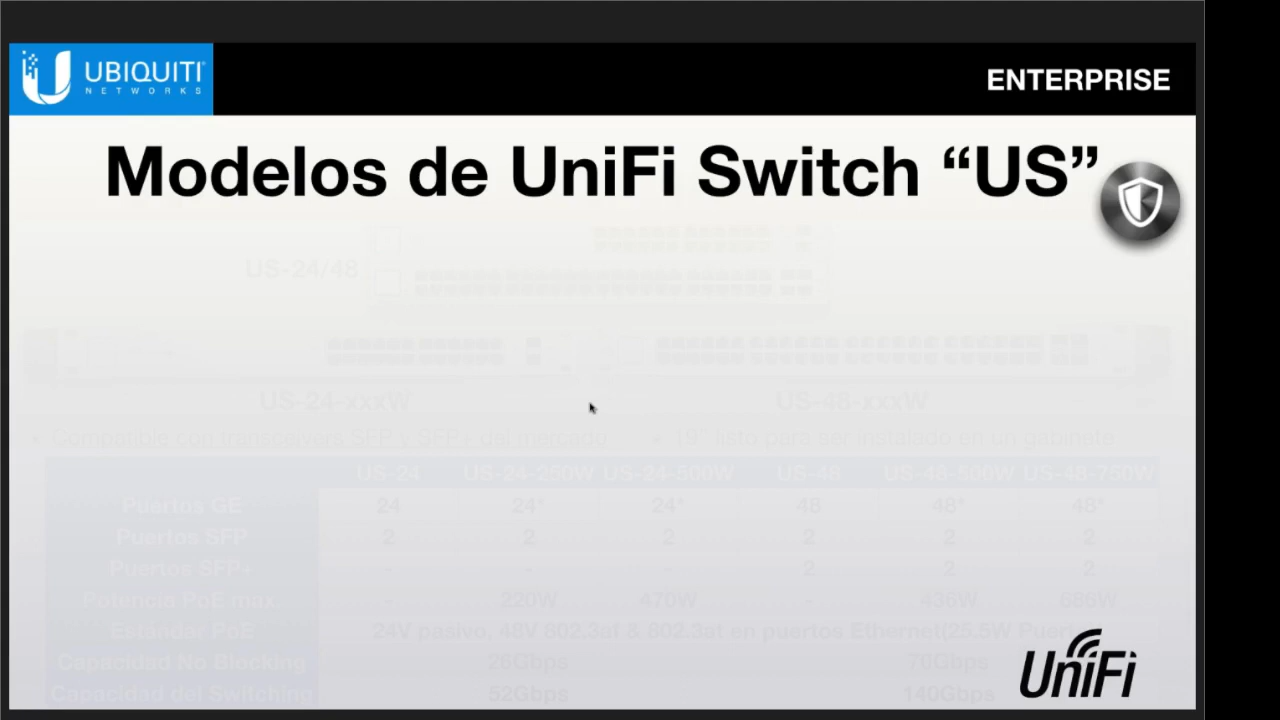 UBIQUITI
NETWORKS
ENTERPRISE
Modelos de UniFi Switch “US”
US-24/48
US-24-xxxW
US-48-xxxW
• Compatible con transceivers SFP y SFP+ del mercado
• 19" listo para ser instalado en un gabinete
US-24 US-24-250W US-24-500W US-48 US-48-500W US-48-750W
Puertos GE 24 24* 24* 48 48* 48*
Puertos SFP 2 2 2 2 2 2
Puertos SFP+ - - - 2 2 2
Potencia PoE max. - 220W 470W -
Estándar PoE 24V pasivo, 48V 802.3af & 802.3at en puertos Ethernet(25.5W
Capacidad No Blocking 26Gbps 70Gbps
Capacidad del Switching 52Gbps 140Gbps
UniFi